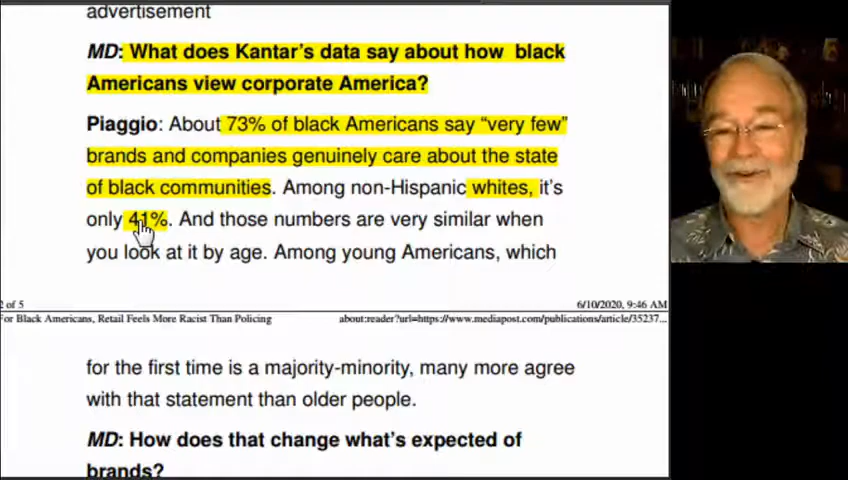 advertisement
MD: What does Kantar's data say about how black
Americans view corporate America?
Piaggio: About 73% of black Americans say “very few”
brands and companies genuinely care about the state
of black communities. Among non-Hispanic whites, it's
only 41%. And those numbers are very similar when
you look at it by age. Among young Americans, which
2 of 5 6/10/2020, 9:46 AM
For Black Americans, Retail Feels More Racist Than Policing about:reader?url=https://www.mediapost.com/publications/article/35237...
for the first time is a majority-minority, many more agree
with that statement than older people.
MD: How does that change what's expected of
brands?